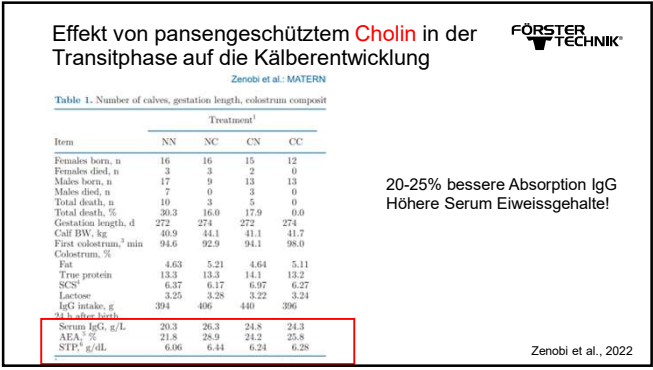 Effekt von pansengeschütztem Cholin in der
Transitphase auf die Kälberentwicklung
FÖRSTER
TECHNIK®
Zenobi et al.: MATERN
Table 1. Number of calves, gestation length, colostrum composit
Treatment¹
Item NN NC CN CC
Females born, n 16 16 15 12
Females died, n 3 3 2 0
Males born, n 17 9 13 13
Males died, n 7 0 3 0
Total death, n 10 3 5 0
Total death, % 30.3 16.0 17.9 0.0
Gestation length, d 272 274 272 274
Calf BW, kg 40.9 44.1 41.1 41.7
First colostrum,³ min 94.6 92.9 94.1 98.0
Colostrum, %
Fat 4.63 5.21 4.64 5.11
True protein 13.3 13.3 14.1 13.2
SCS⁴ 6.37 6.17 6.97 6.27
Lactose 3.25 3.28 3.22 3.24
IgG intake, g 394 406 440 396
24 h after birth
Serum IgG, g/L 20.3 26.3 24.8 24.3
AEA,⁵ % 21.8 28.9 24.2 25.8
STP,⁶ g/dL 6.06 6.44 6.24 6.28
20-25% bessere Absorption IgG
Höhere Serum Eiweissgehalte!
Zenobi et al., 2022